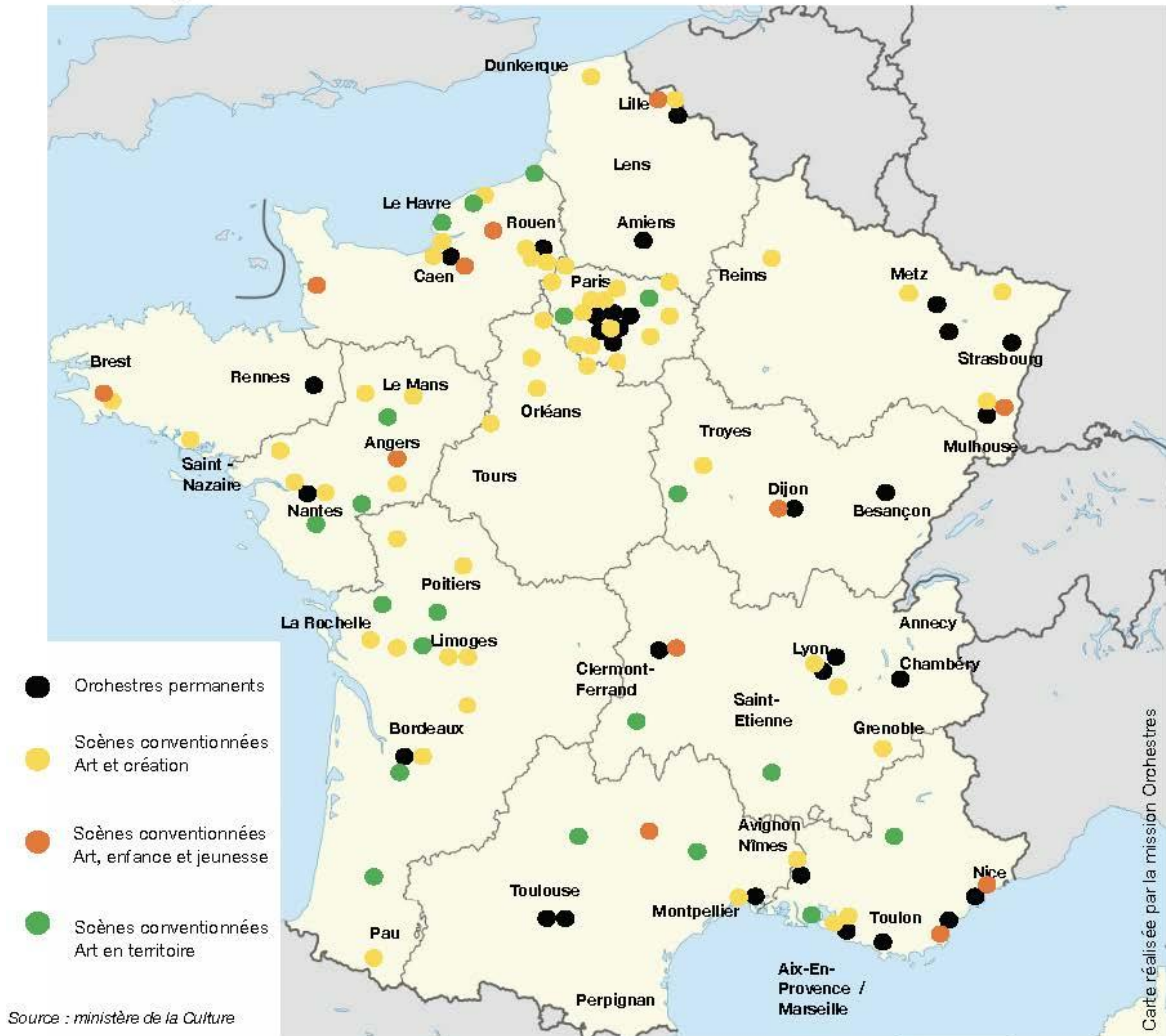 Dunkerque
Lille
Lens
Le Havre
Rouen
Amiens
Caen
Paris
Reims
Metz
Strasbourg
Brest
Rennes
Le Mans
Orléans
Troyes
Mulhouse
Angers
Saint -
Nazaire
Tours
Dijon
Besançon
Nantes
Poitiers
La Rochelle
Limoges
Annecy
Lyon
Chambéry
Clermont-
Ferrand
Saint-
Etienne
Grenoble
Bordeaux
Avignon
Nîmes
Nice
Toulouse
Montpellier
Toulon
Pau
Aix-En-
Provence /
Marseille
Perpignan
Orchestres permanents
Scènes conventionnées
Art et création
Scènes conventionnées
Art, enfance et jeunesse
Scènes conventionnées
Art en territoire
Source : ministère de la Culture
Carte réalisée par la mission Orchestres